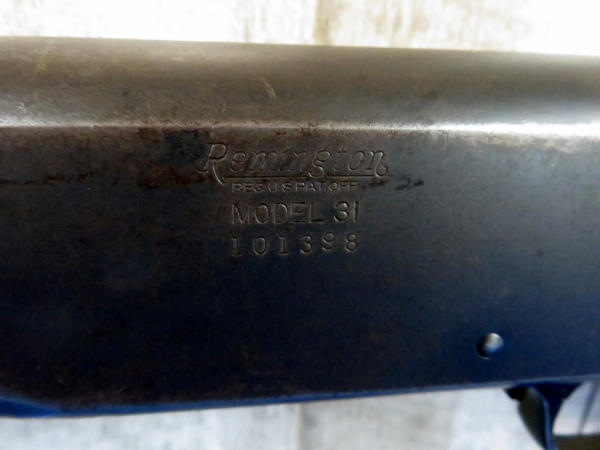 Remington
REG.U.S.PAT.OFF.
MODEL 31
101398